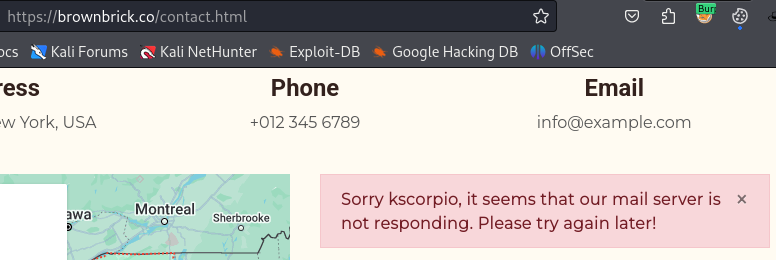 https://brownbrick.co/contact.html
Bur
ocs Kali Forums Kali NetHunter Exploit-DB Google Hacking DB OffSec
ress Phone Email
ew York, USA +012 345 6789 info@example.com
Sorry kscorpio, it seems that our mail server is ×
not responding. Please try again later!
awa Montreal Sherbrooke